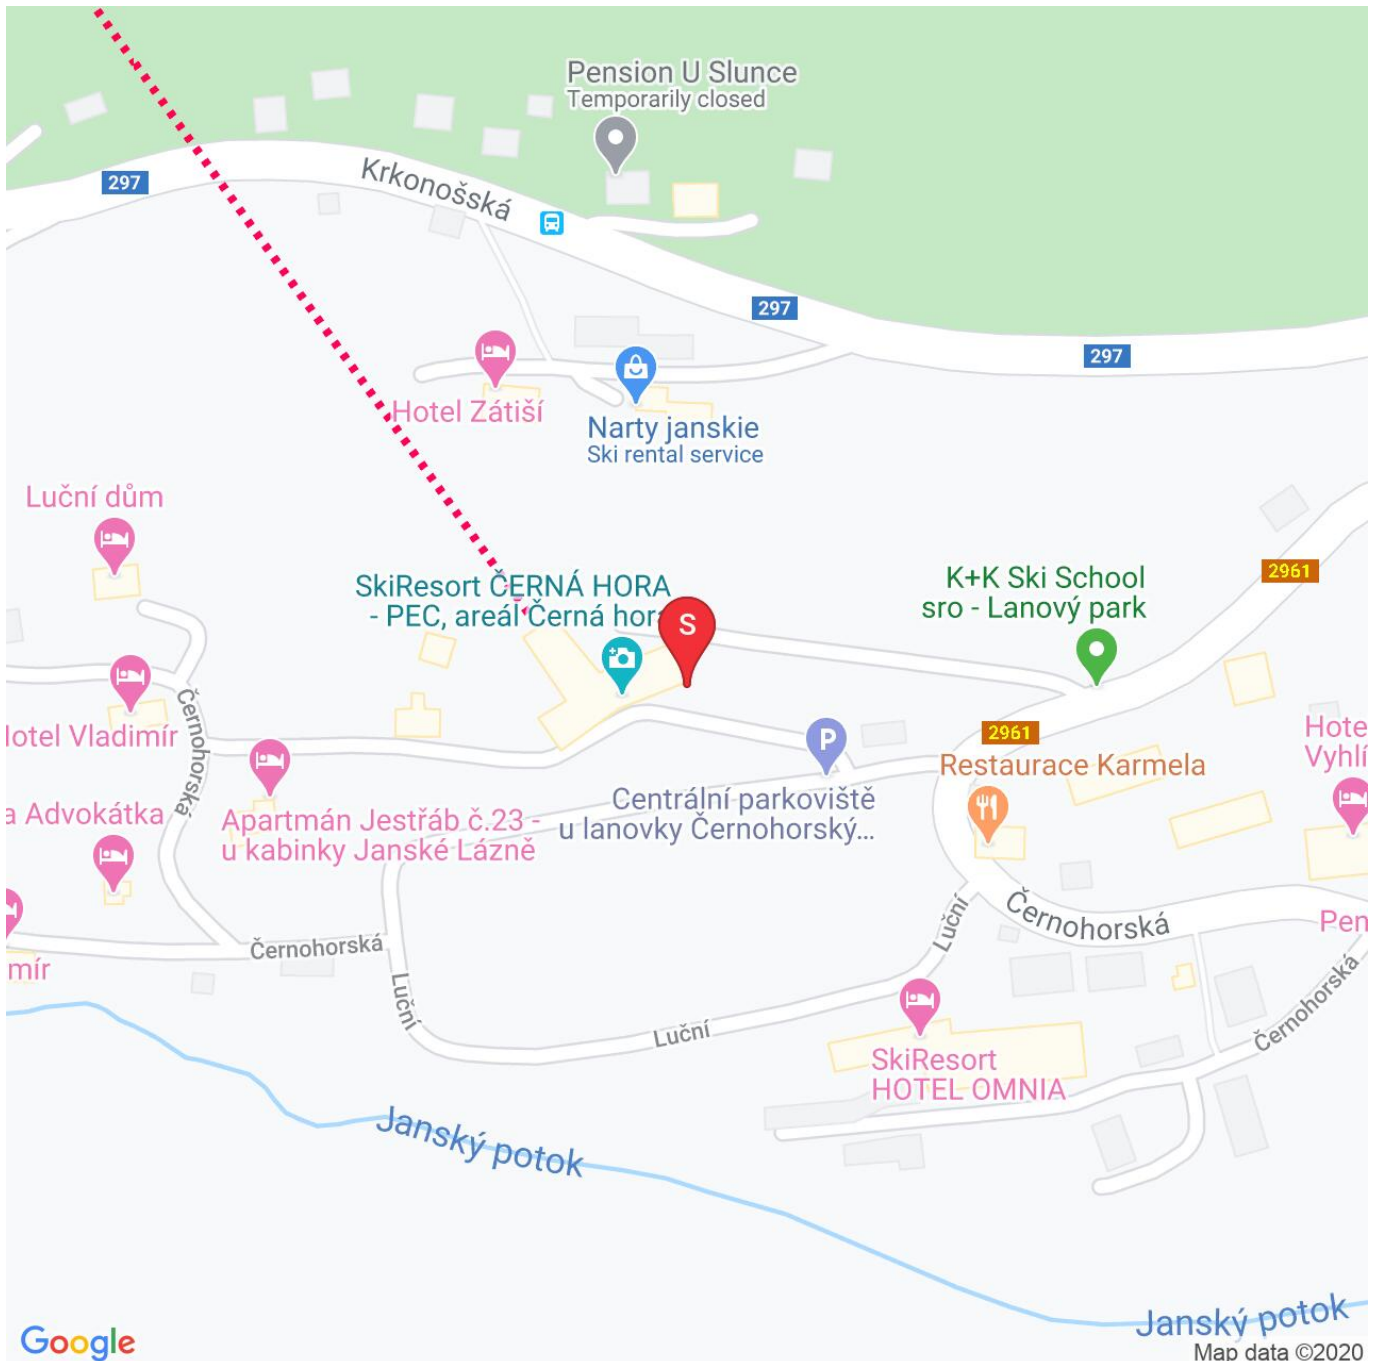 Pension U Slunce
Temporarily closed
297
Krkonošská
297
297
Hotel Zátiší
Narty janskie
Ski rental service
Luční dům
SkiResort ČERNÁ HORA
- PEC, areál Černá hora
S
K+K Ski School
sro - Lanový park
2961
Černohorská
Hotel Vladimír
P
2961
Restaurace Karmela
Hote
Vyhlí
a Advokátka
Apartmán Jestřáb č.23 -
u kabinky Janské Lázně
Centrální parkoviště
u lanovky Černohorský...
Černohorská
Luční
Černohorská
Pen
mír
Luční
Luční
Černohorská
SkiResort
HOTEL OMNIA
Janský potok
Janský potok
Google
Map data ©2020